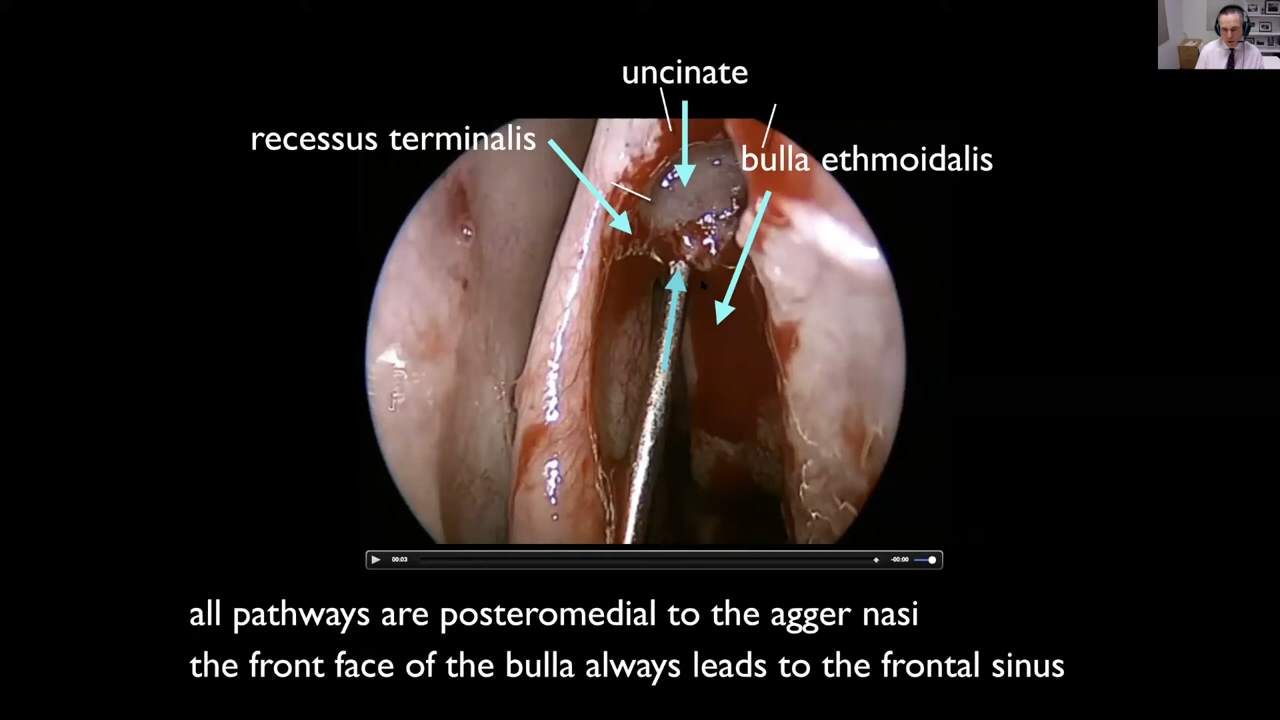 uncinate
recessus terminalis
bulla ethmoidalis
00:03
-00:00
all pathways are posteromedial to the agger nasi
the front face of the bulla always leads to the frontal sinus